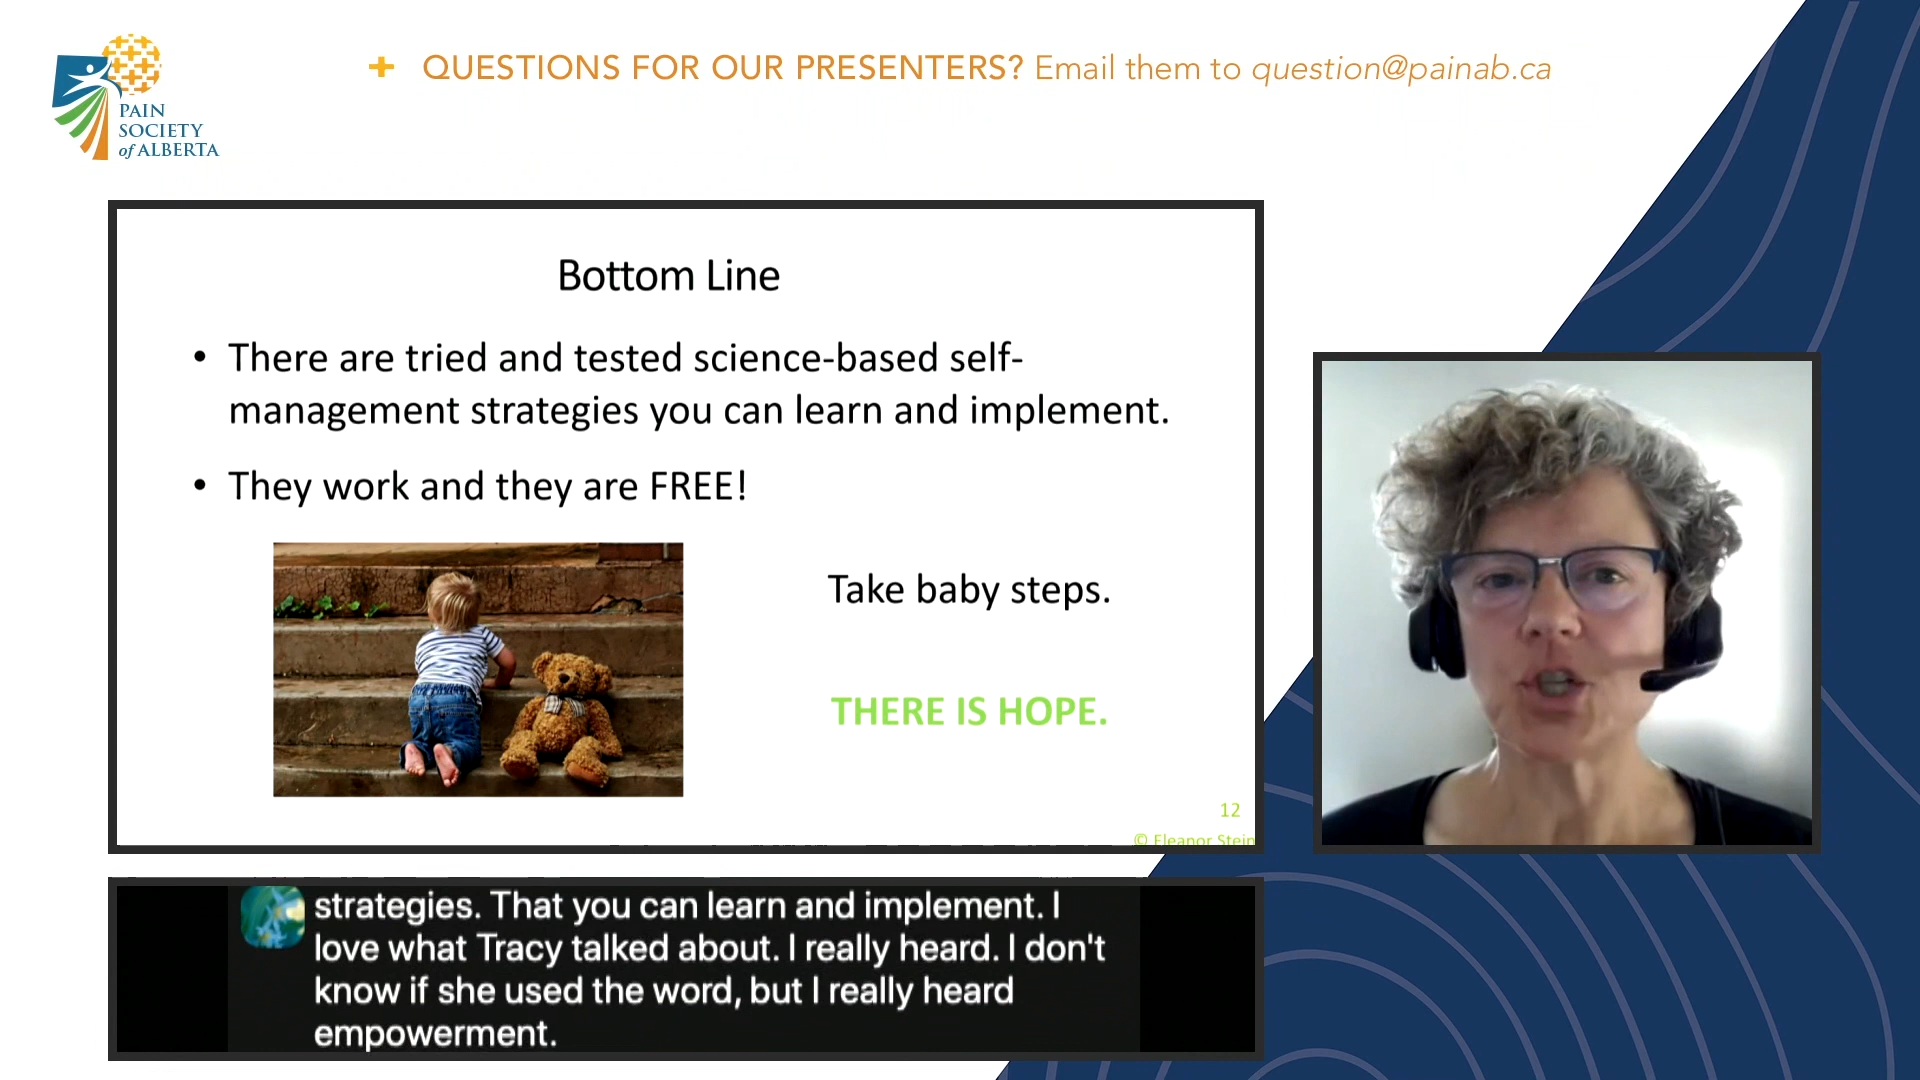 PAIN
SOCIETY
of ALBERTA
QUESTIONS FOR OUR PRESENTERS? Email them to question@painab.ca
Bottom Line
• There are tried and tested science-based self-
management strategies you can learn and implement.
• They work and they are FREE!
Take baby steps.
THERE IS HOPE.
12
© Eleanor Stein
strategies. That you can learn and implement. I
love what Tracy talked about. I really heard. I don't
know if she used the word, but I really heard
empowerment.